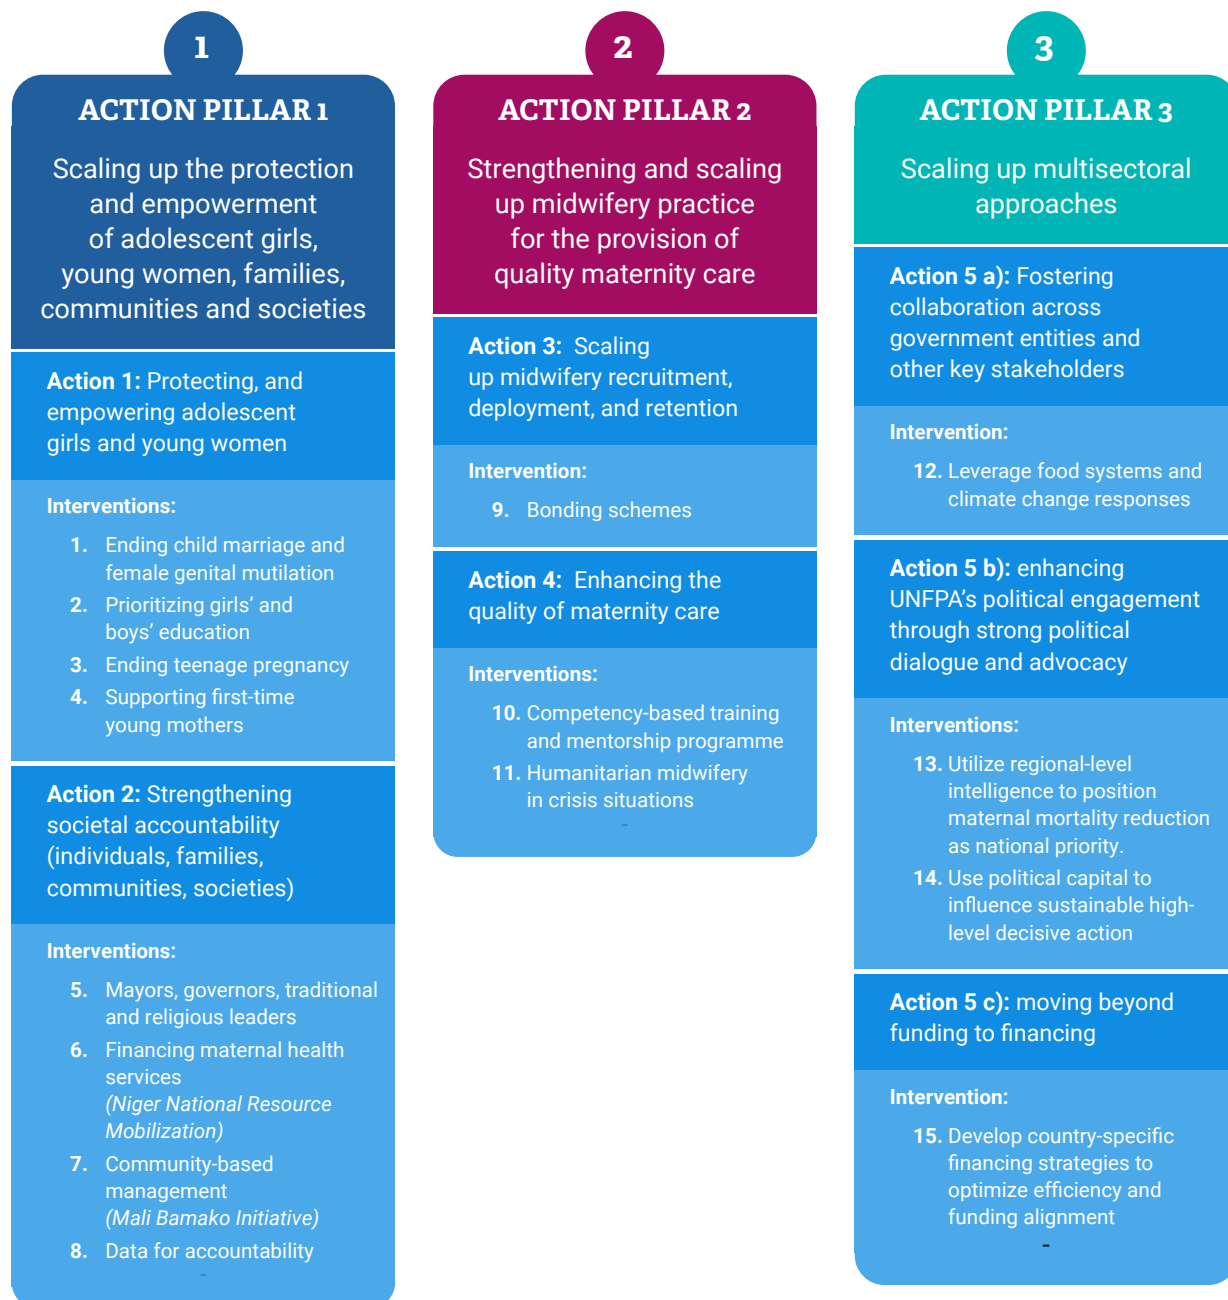 1
ACTION PILLAR 1
Scaling up the protection
and empowerment
of adolescent girls,
young women, families,
communities and societies
Action 1: Protecting, and
empowering adolescent
girls and young women
Interventions:
1. Ending child marriage and
female genital mutilation
2. Prioritizing girls’ and
boys’ education
3. Ending teenage pregnancy
4. Supporting first-time
young mothers
Action 2: Strengthening
societal accountability
(individuals, families,
communities, societies)
Interventions:
5. Mayors, governors, traditional
and religious leaders
6. Financing maternal health
services
(Niger National Resource
Mobilization)
7. Community-based
management
(Mali Bamako Initiative)
8. Data for accountability
-
2
ACTION PILLAR 2
Strengthening and scaling
up midwifery practice
for the provision of
quality maternity care
Action 3: Scaling
up midwifery recruitment,
deployment, and retention
Intervention:
9. Bonding schemes
Action 4: Enhancing the
quality of maternity care
Interventions:
10. Competency-based training
and mentorship programme
11. Humanitarian midwifery
in crisis situations
-
3
ACTION PILLAR 3
Scaling up multisectoral
approaches
Action 5 a): Fostering
collaboration across
government entities and
other key stakeholders
Intervention:
12. Leverage food systems and
climate change responses
Action 5 b): enhancing
UNFPA’s political engagement
through strong political
dialogue and advocacy
Interventions:
13. Utilize regional-level
intelligence to position
maternal mortality reduction
as national priority.
14. Use political capital to
influence sustainable high-
level decisive action
Action 5 c): moving beyond
funding to financing
Intervention:
15. Develop country-specific
financing strategies to
optimize efficiency and
funding alignment
-